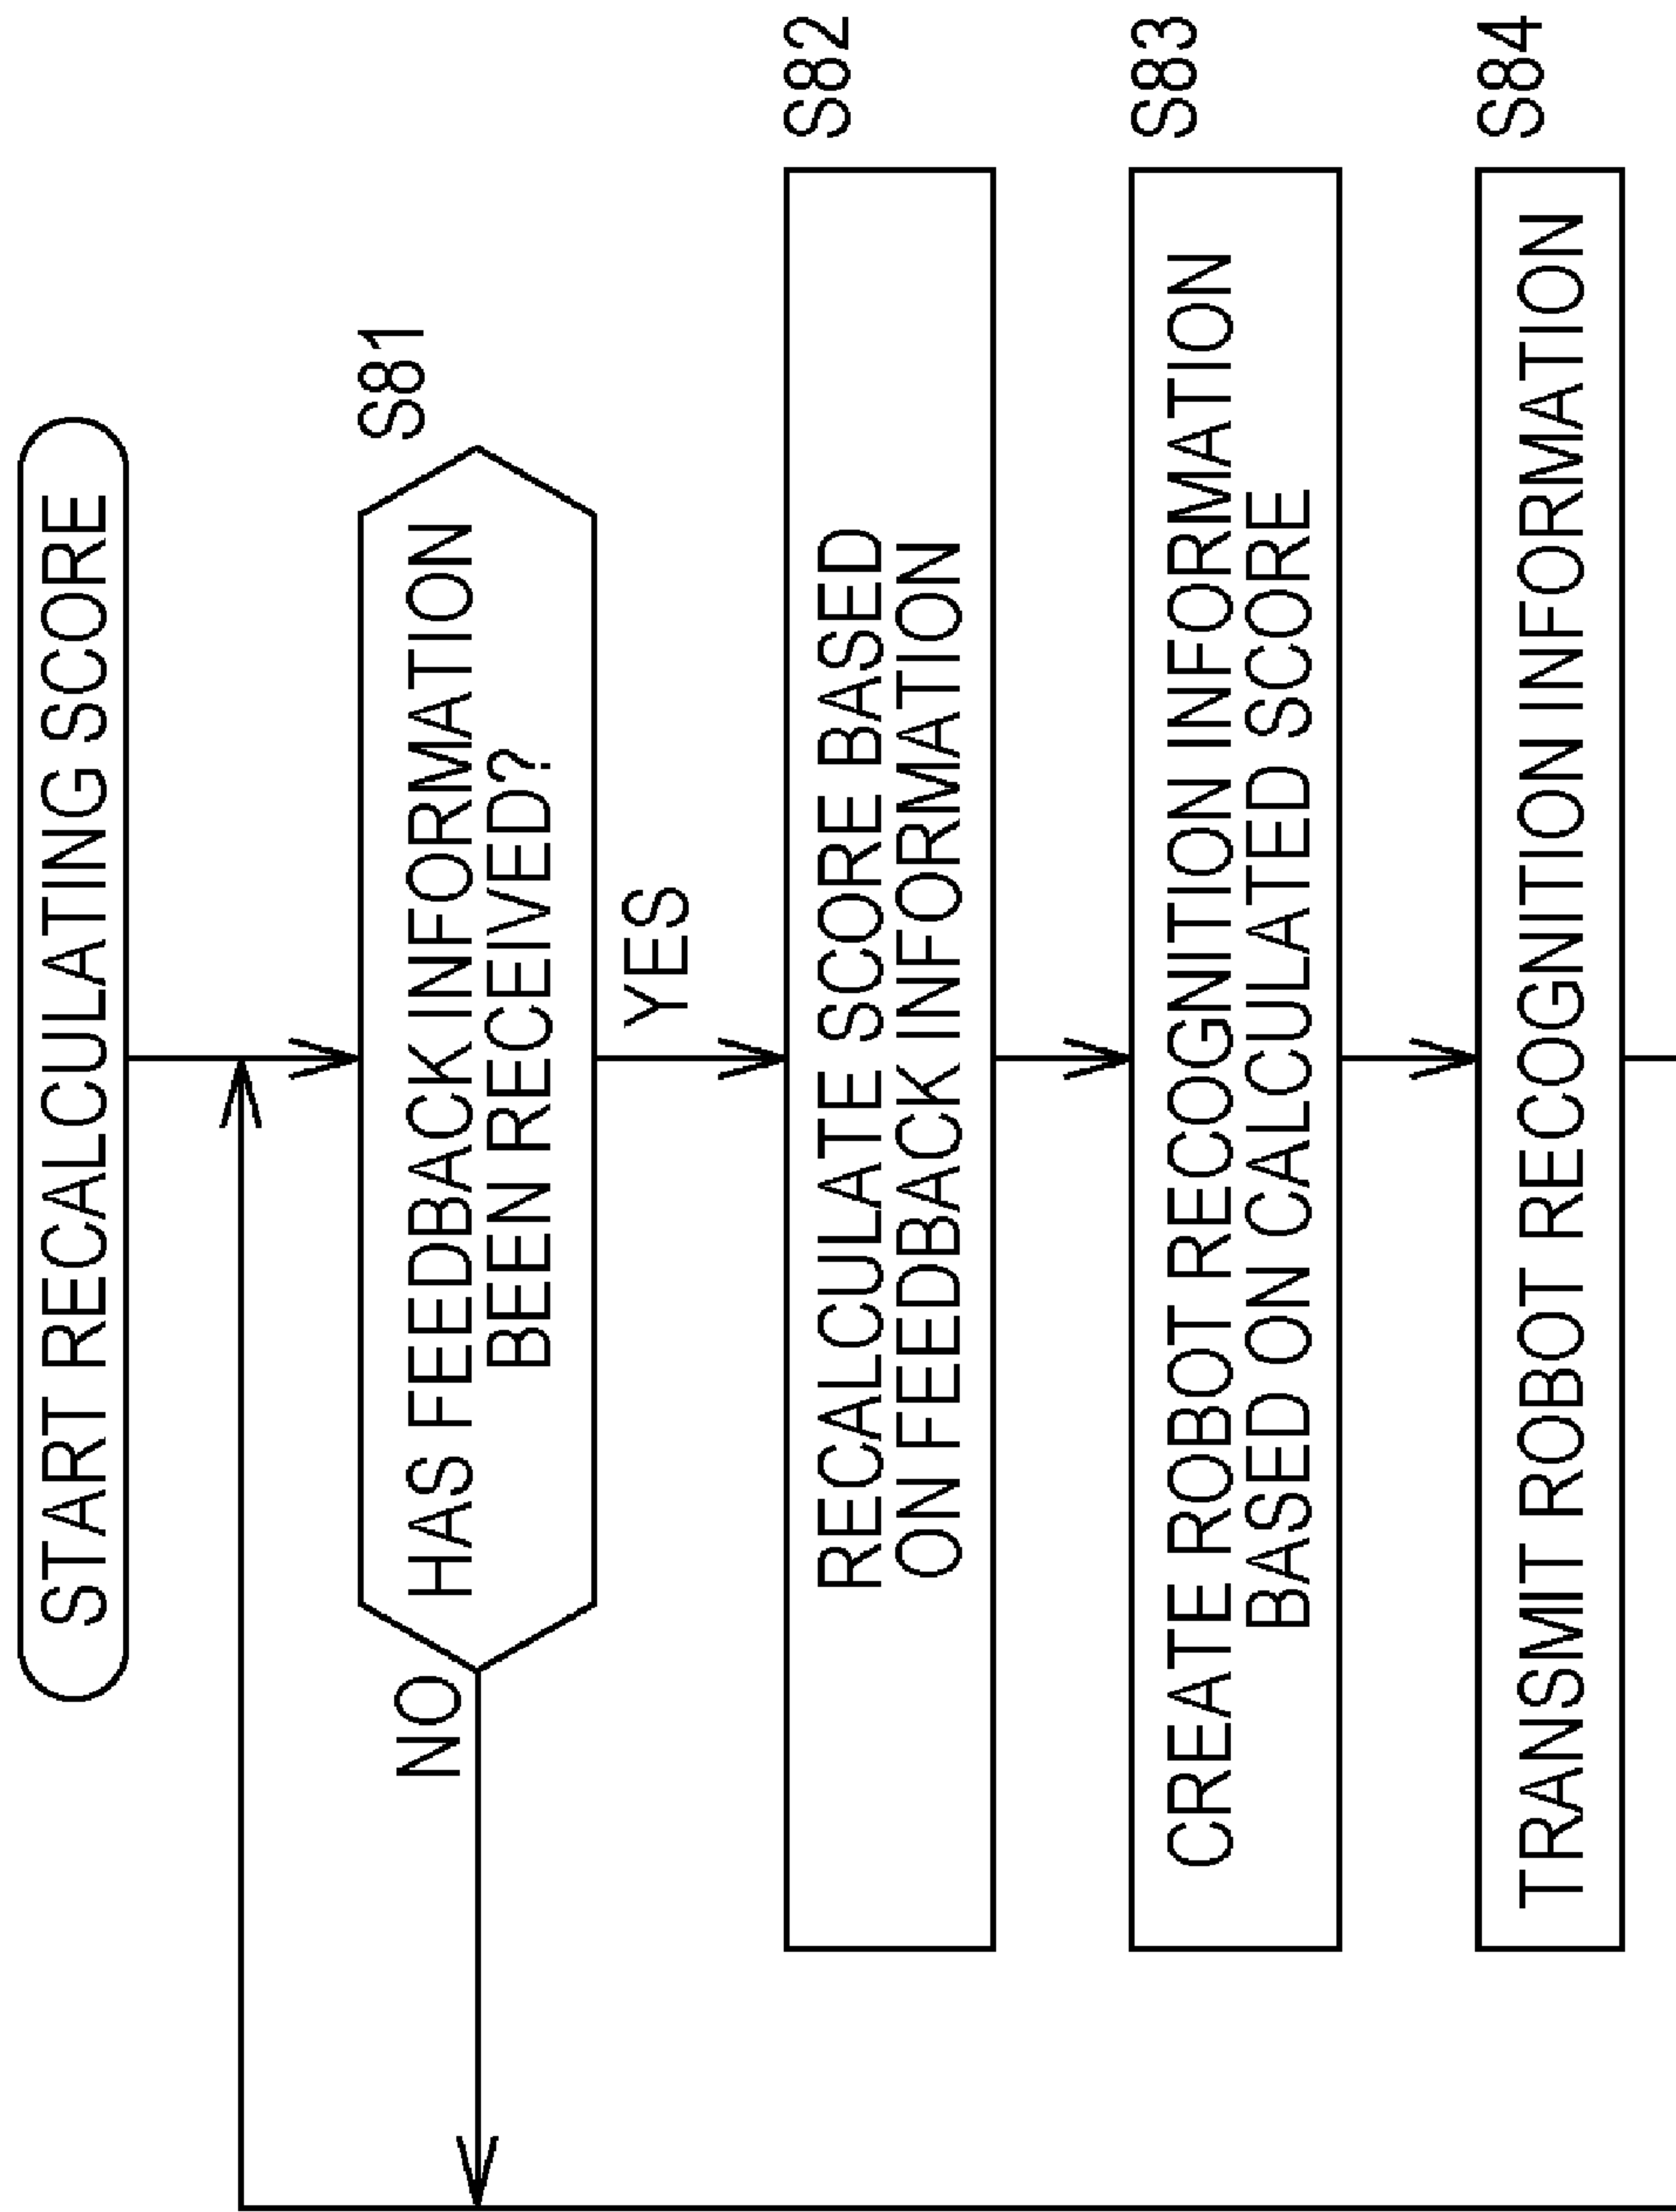 START RECALCULATING SCORE
S81
HAS FEEDBACK INFORMATION
BEEN RECEIVED?
NO
YES
S82
RECALCULATE SCORE BASED
ON FEEDBACK INFORMATION
S83
CREATE ROBOT RECOGNITION INFORMATION
BASED ON CALCULATED SCORE
S84
TRANSMIT ROBOT RECOGNITION INFORMATION